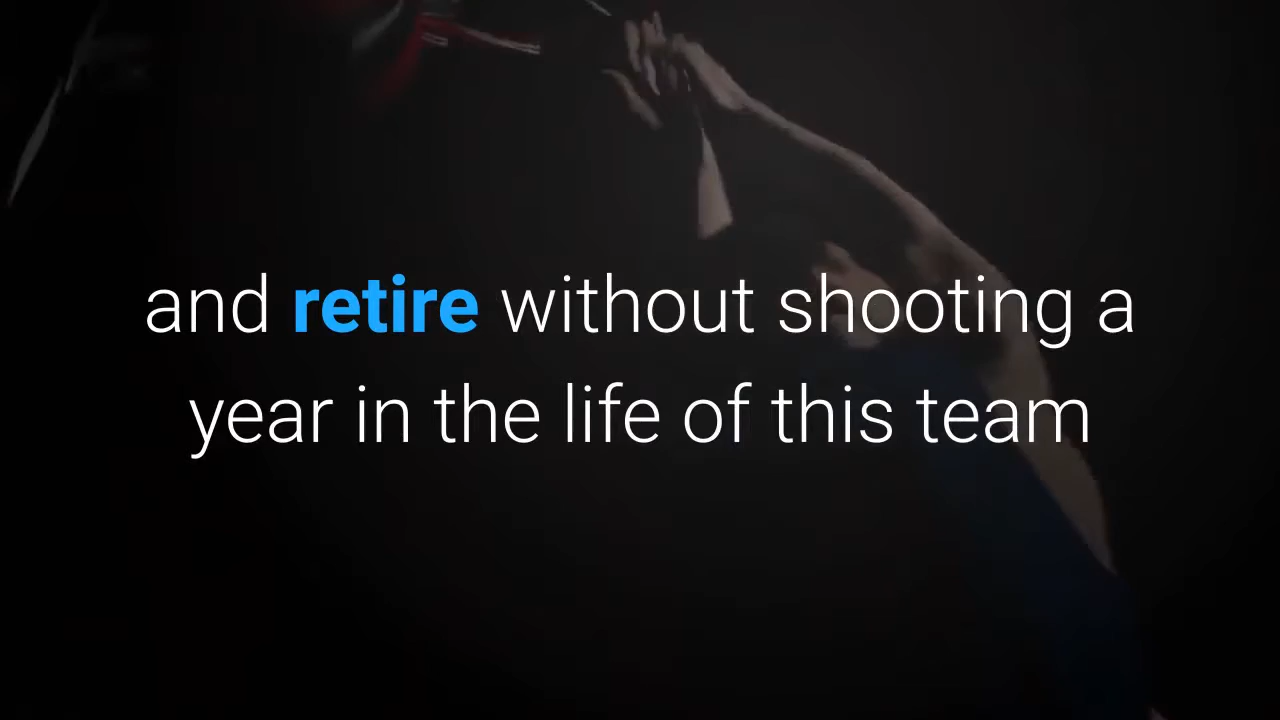 and retire without shooting a
year in the life of this team